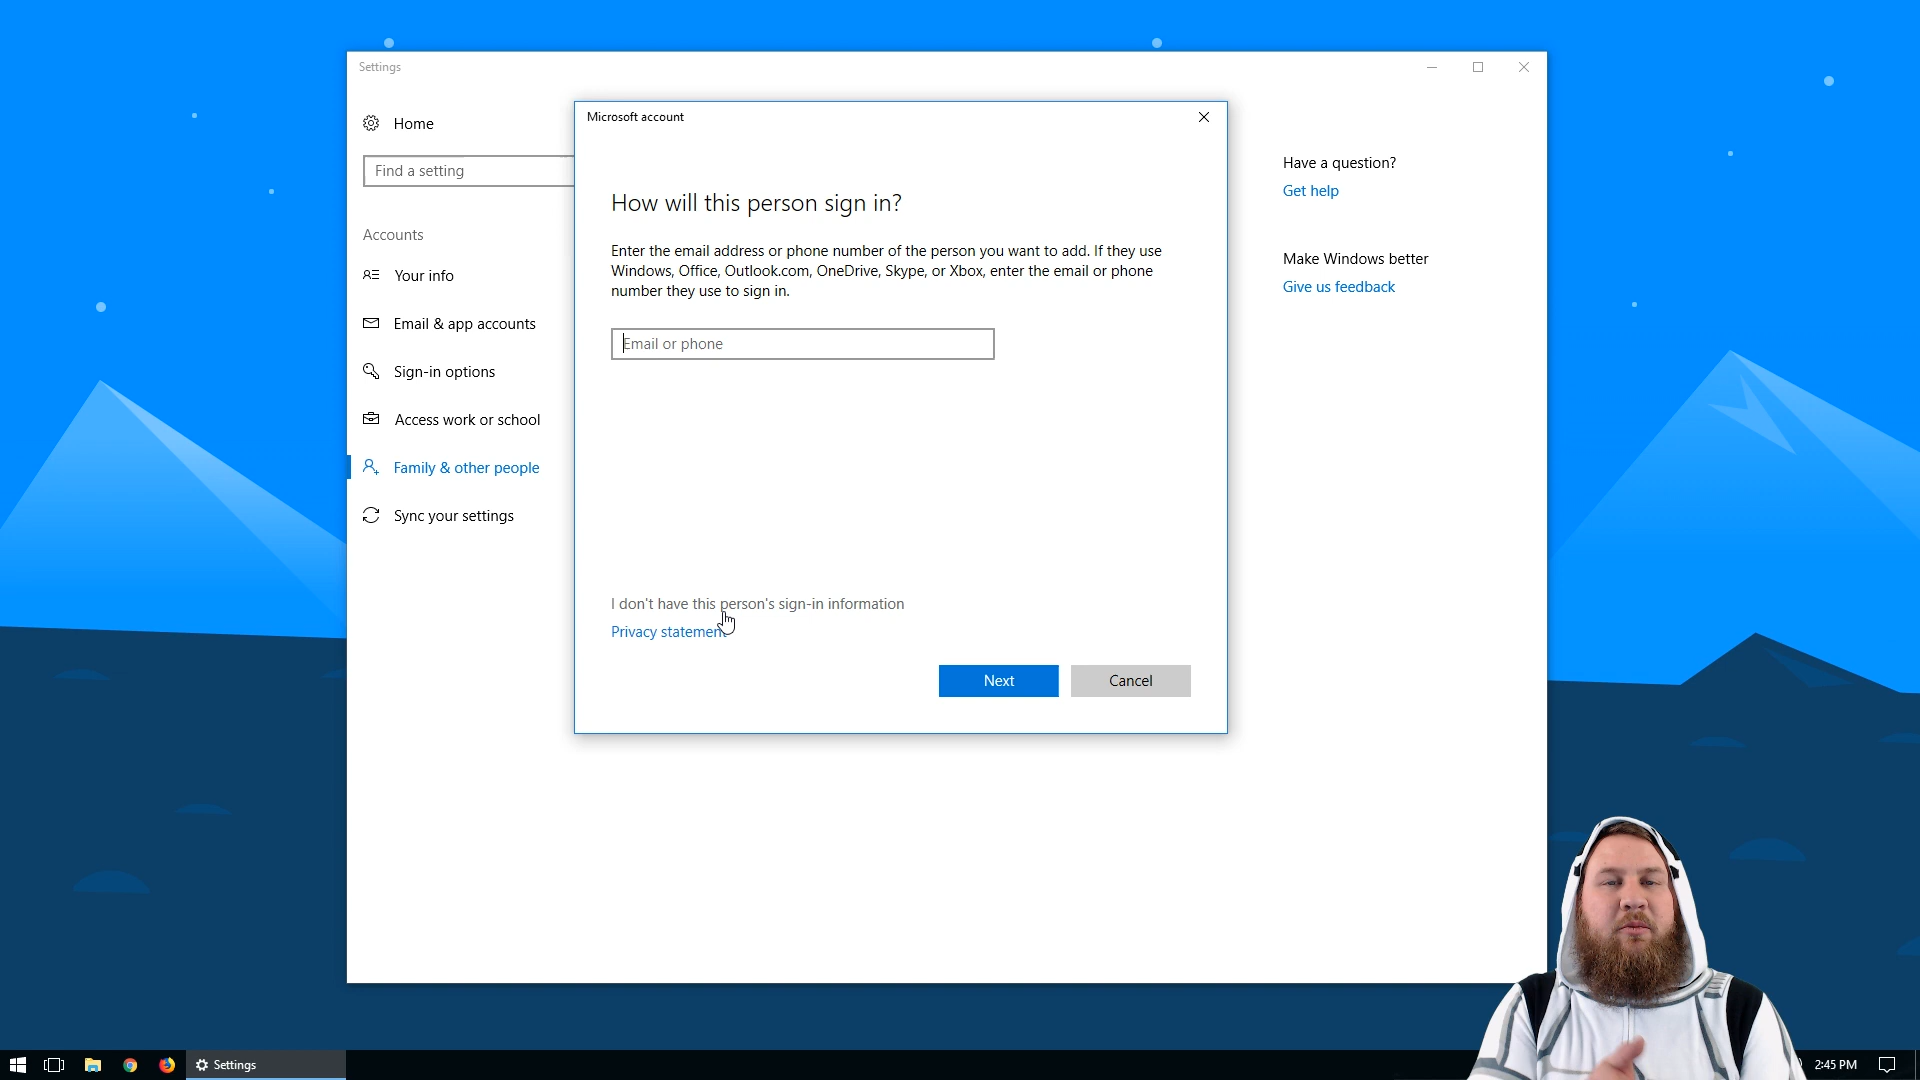 Settings
Home
Find a setting
Accounts
Your info
Email & app accounts
Sign-in options
Access work or school
Family & other people
Sync your settings
Microsoft account
How will this person sign in?
Enter the email address or phone number of the person you want to add. If they use
Windows, Office, Outlook.com, OneDrive, Skype, or Xbox, enter the email or phone
number they use to sign in.
Email or phone
I don't have this person's sign-in information
Privacy statement
Next
Cancel
Have a question?
Get help
Make Windows better
Give us feedback
Settings
2:45 PM